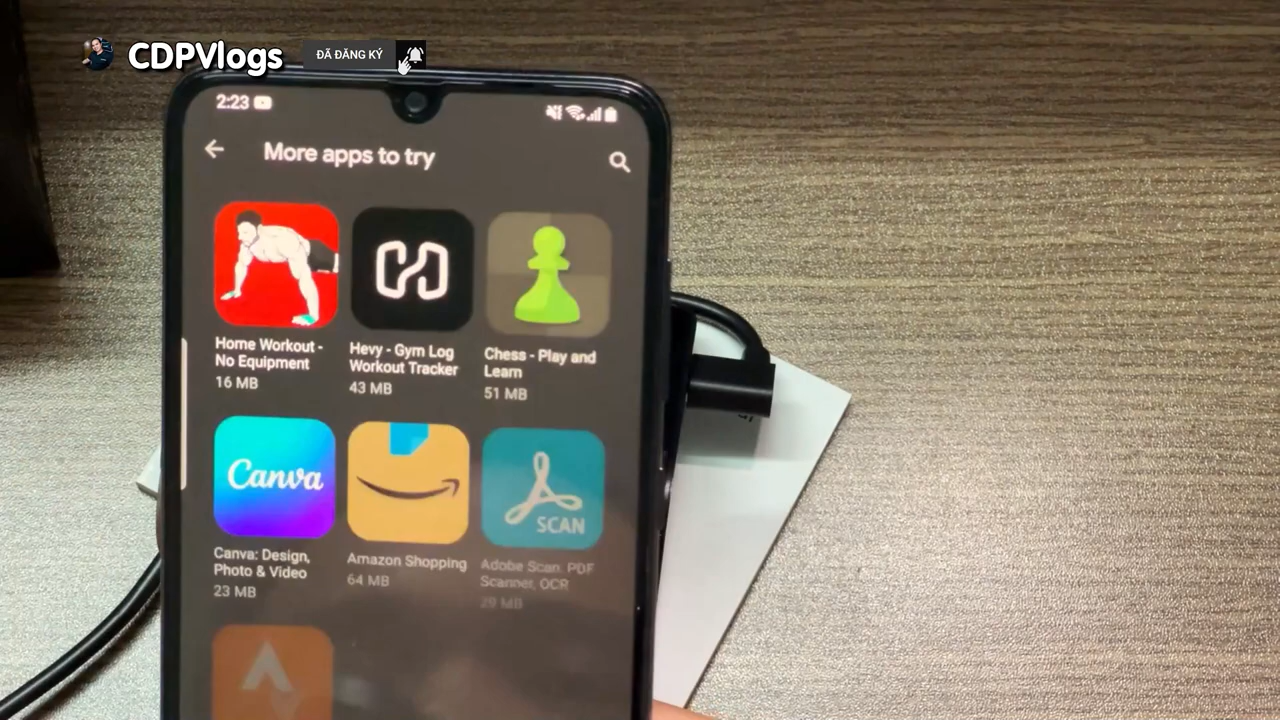 CDPVlogs
ĐÃ ĐĂNG KÝ
2:23
More apps to try
Home Workout -
No Equipment
16 MB
Hevy - Gym Log
Workout Tracker
43 MB
Chess - Play and
Learn
51 MB
Canva
SCAN
Canva: Design,
Photo & Video
23 MB
Amazon Shopping
64 MB
Adobe Scan: PDF
Scanner, OCR
29 MB